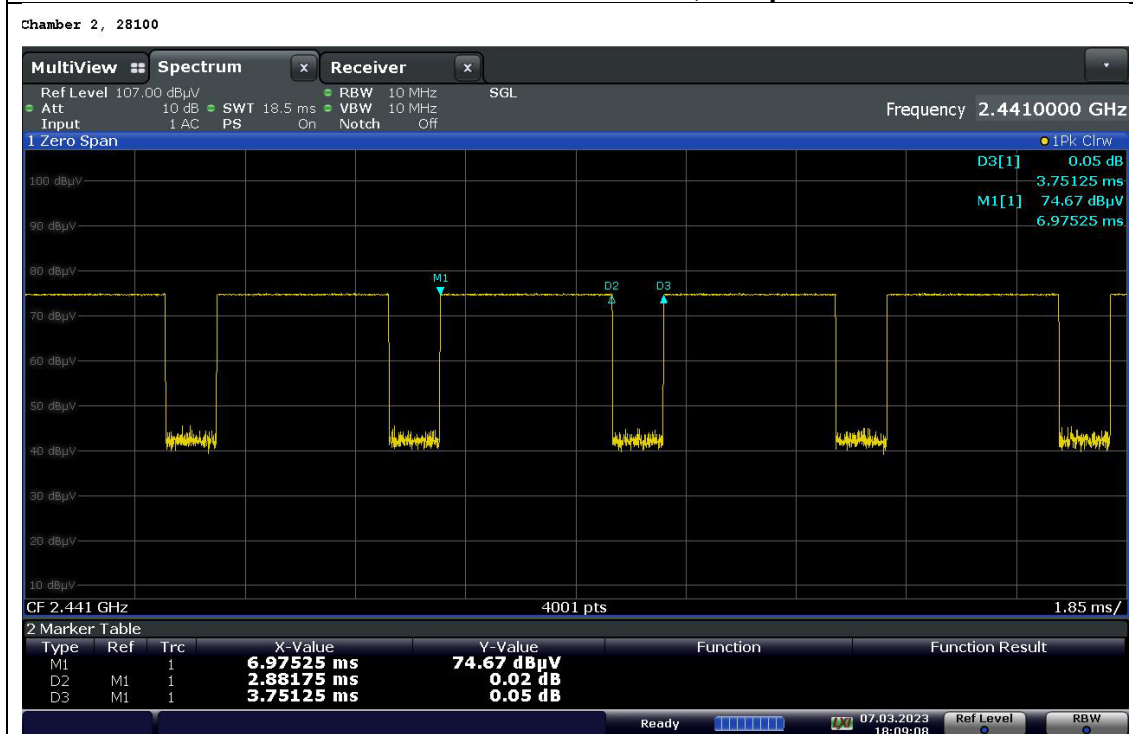 Chamber 2, 28100
MultiView Spectrum x Receiver x
Ref Level 107.00 dBµV RBW 10 MHz SGL
Att 10 dB SWT 18.5 ms VBW 10 MHz Frequency 2.4410000 GHz
Input 1 AC PS On Notch Off
1 Zero Span 1Pk Clrw
D3[1] 0.05 dB
3.75125 ms
M1[1] 74.67 dBµV
6.97525 ms
100 dBµV
90 dBµV
80 dBµV
M1
D2 D3
70 dBµV
60 dBµV
50 dBµV
40 dBµV
30 dBµV
20 dBµV
10 dBµV
CF 2.441 GHz 4001 pts 1.85 ms/
2 Marker Table
Type Ref Trc X-Value Y-Value Function Function Result
M1 1 6.97525 ms 74.67 dBµV
D2 M1 1 2.88175 ms 0.02 dB
D3 M1 1 3.75125 ms 0.05 dB
Ready LXI 07.03.2023 Ref Level RBW
18:09:08